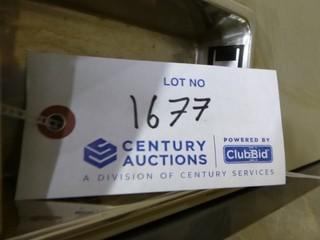 LOT NO
1677
CENTURY AUCTIONS
POWERED BY
ClubBid
A DIVISION OF CENTURY SERVICES